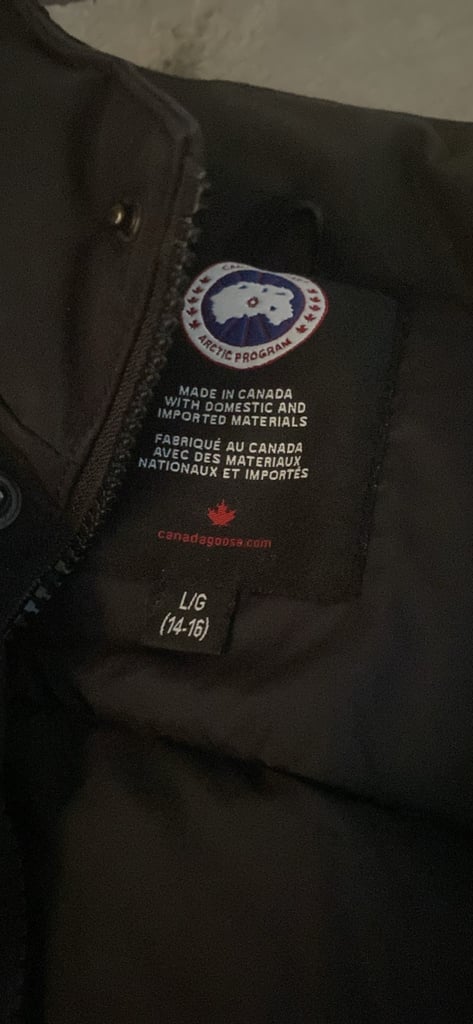 ARCTIC PROGRAM
MADE IN CANADA
WITH DOMESTIC AND
IMPORTED MATERIALS
FABRIQUÉ AU CANADA
AVEC DES MATERIAUX
NATIONAUX ET IMPORTÉS
canadagoose.com
L/G
(14-16)